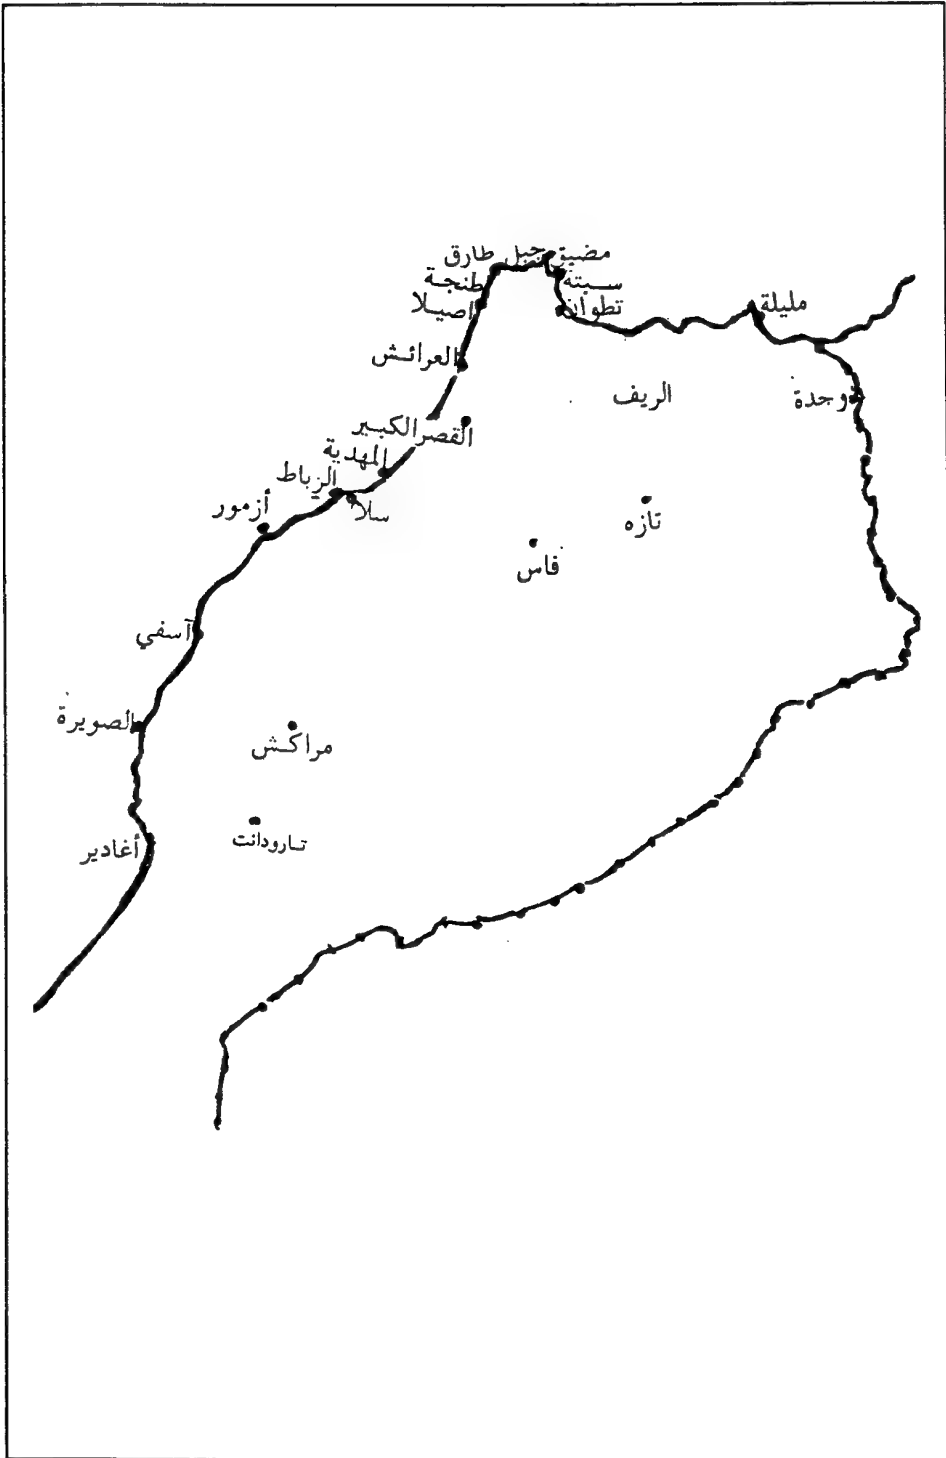 مضيق جبل طارق
طنجة
سبتة
اصيلا
تطوان
مليلة
العرائش
الريف
وجدة
القصر الكبير
المهدية
الرباط
أزمور
سلا
تازه
فاس
آسفي
الصويرة
مراكش
تارودانت
أغادير